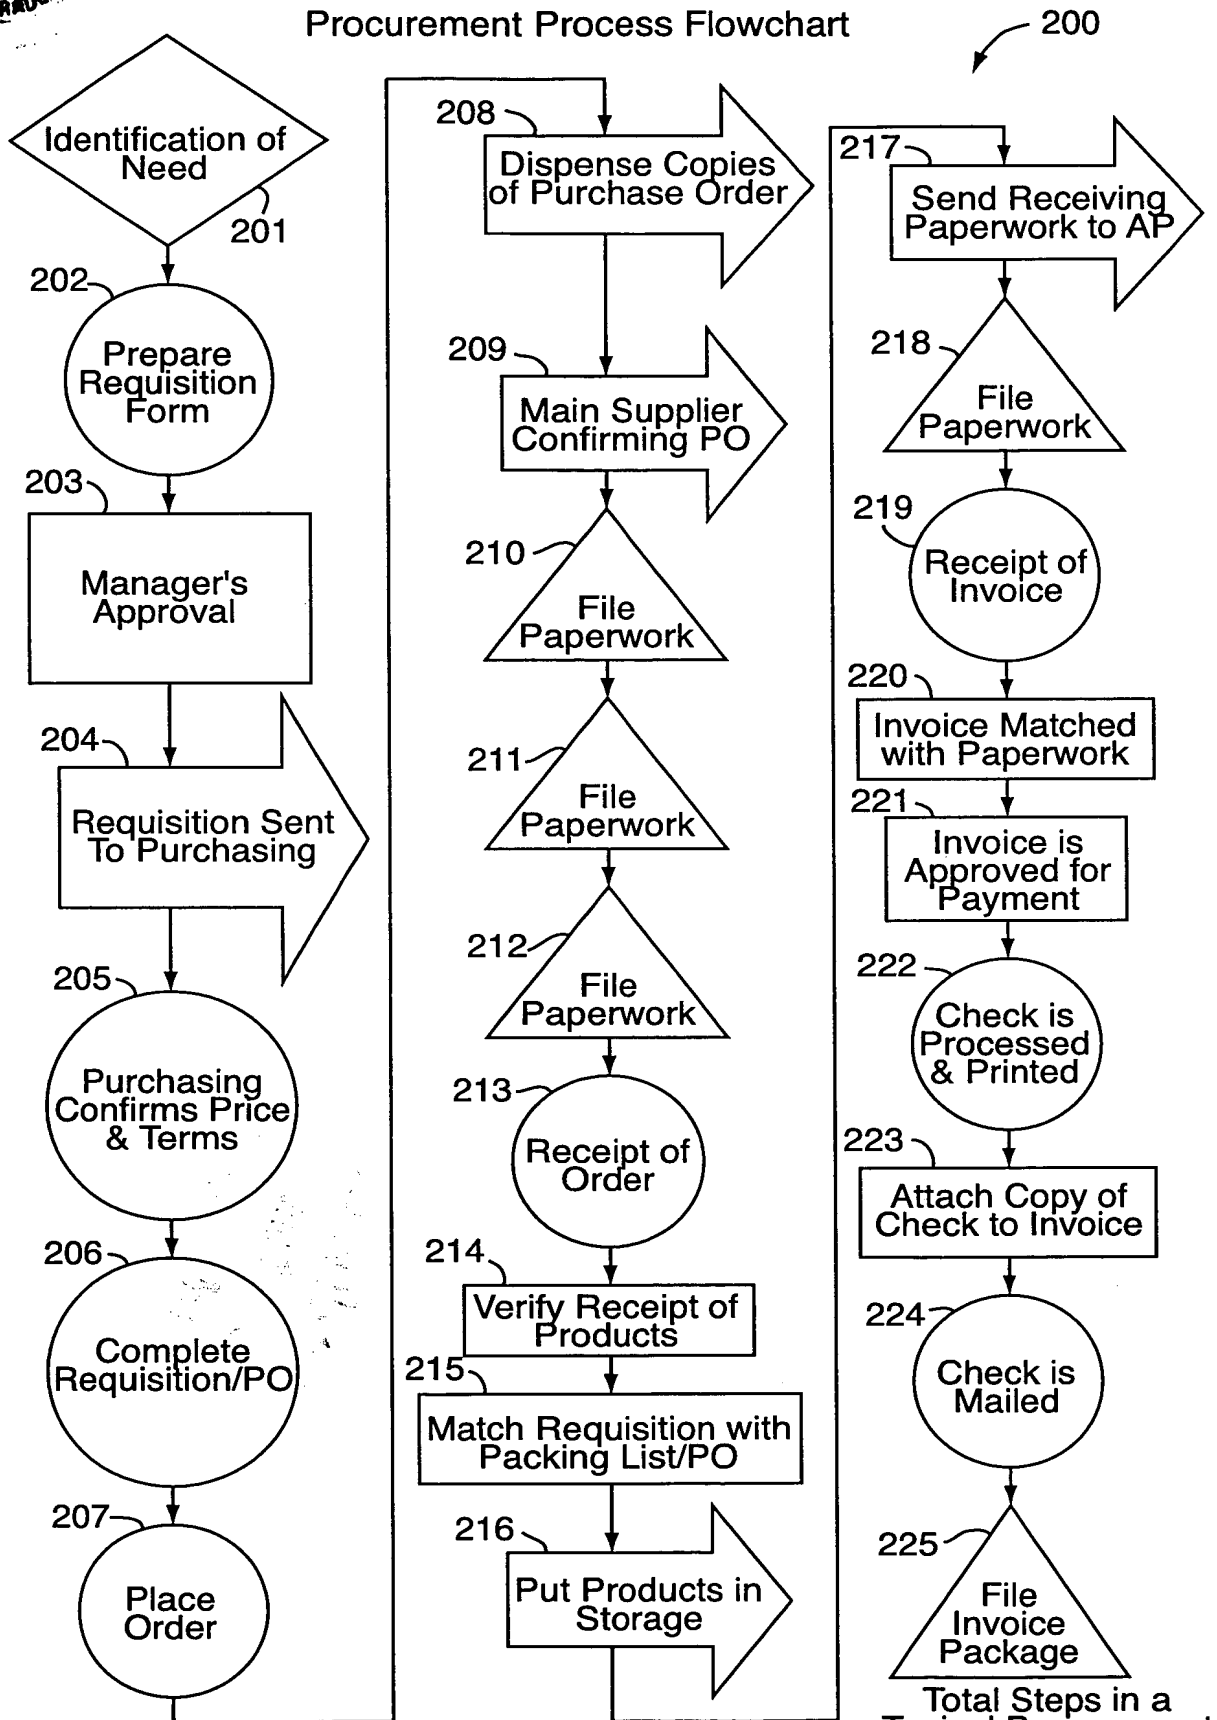 Procurement Process Flowchart
200
Identification of
Need
201
202
Prepare
Requisition
Form
203
Manager's
Approval
204
Requisition Sent
To Purchasing
205
Purchasing
Confirms Price
& Terms
206
Complete
Requisition/PO
207
Place
Order
208
Dispense Copies
of Purchase Order
209
Main Supplier
Confirming PO
210
File
Paperwork
211
File
Paperwork
212
File
Paperwork
213
Receipt of
Order
214
Verify Receipt of
Products
215
Match Requisition with
Packing List/PO
216
Put Products in
Storage
217
Send Receiving
Paperwork to AP
218
File
Paperwork
219
Receipt of
Invoice
220
Invoice Matched
with Paperwork
221
Invoice is
Approved for
Payment
222
Check is
Processed
& Printed
223
Attach Copy of
Check to Invoice
224
Check is
Mailed
225
File
Invoice
Package
Total Steps in a